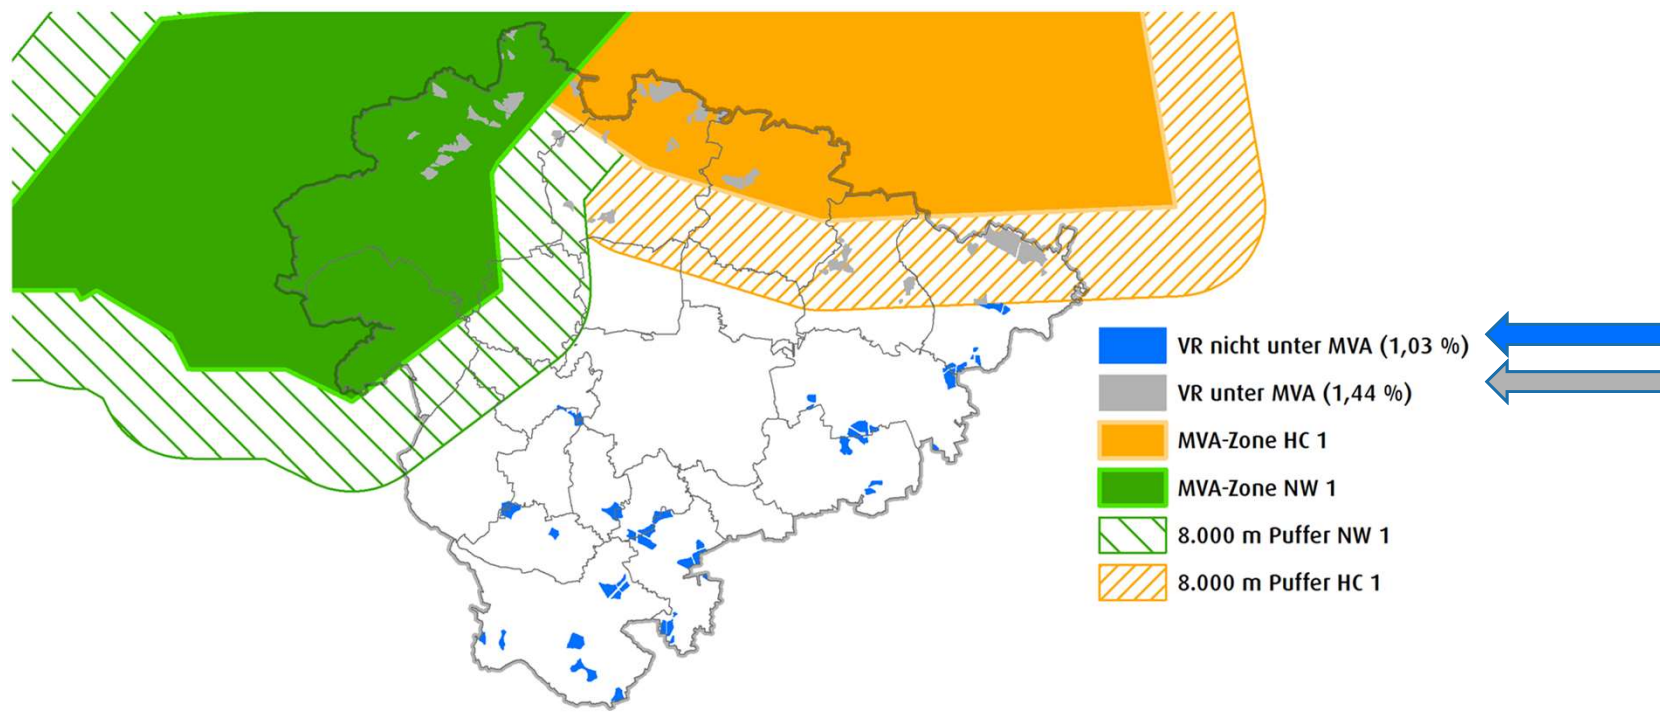 VR nicht unter MVA (1,03 %)
VR unter MVA (1,44 %)
MVA-Zone HC 1
MVA-Zone NW 1
8.000 m Puffer NW 1
8.000 m Puffer HC 1